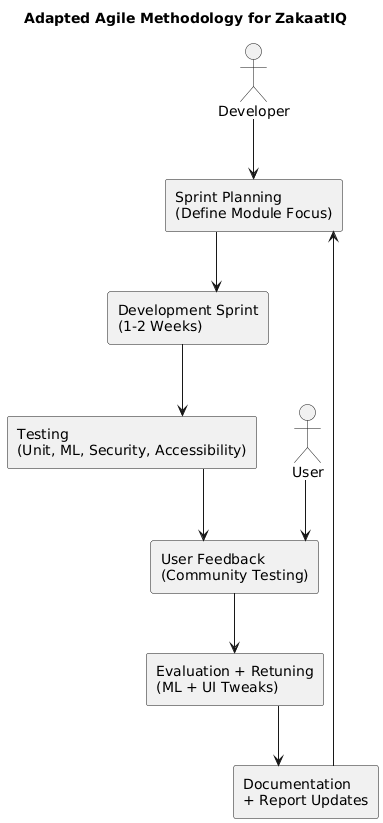 Adapted Agile Methodology for ZakaatIQ
Developer
Sprint Planning
(Define Module Focus)
Development Sprint
(1-2 Weeks)
Testing
(Unit, ML, Security, Accessibility)
User
User Feedback
(Community Testing)
Evaluation + Retuning
(ML + UI Tweaks)
Documentation
+ Report Updates